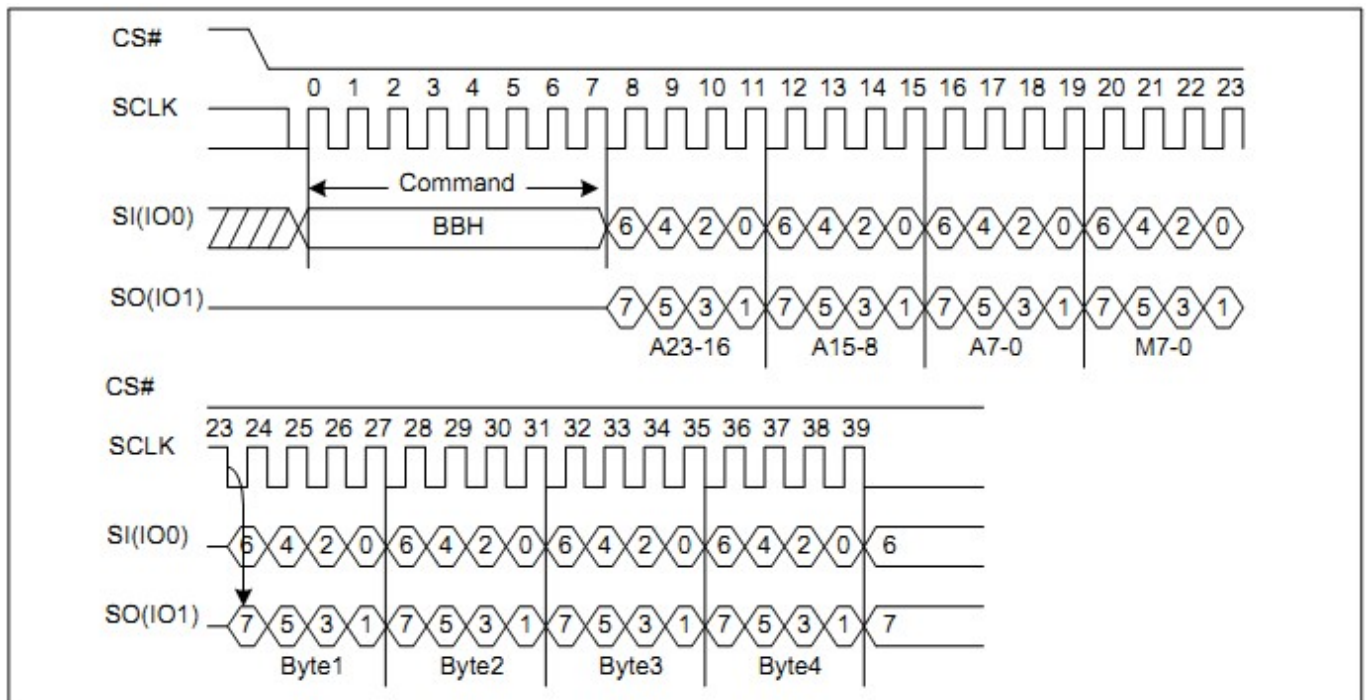 CS#
0 1 2 3 4 5 6 7 8 9 10 11 12 13 14 15 16 17 18 19 20 21 22 23
SCLK
Command
SI(IO0) BBH 6 4 2 0 6 4 2 0 6 4 2 0 6 4 2 0
SO(IO1) 7 5 3 1 7 5 3 1 7 5 3 1 7 5 3 1
A23-16 A15-8 A7-0 M7-0
CS#
23 24 25 26 27 28 29 30 31 32 33 34 35 36 37 38 39
SCLK
SI(IO0) 6 4 2 0 6 4 2 0 6 4 2 0 6 4 2 0 6
SO(IO1) 7 5 3 1 7 5 3 1 7 5 3 1 7 5 3 1 7
Byte1 Byte2 Byte3 Byte4